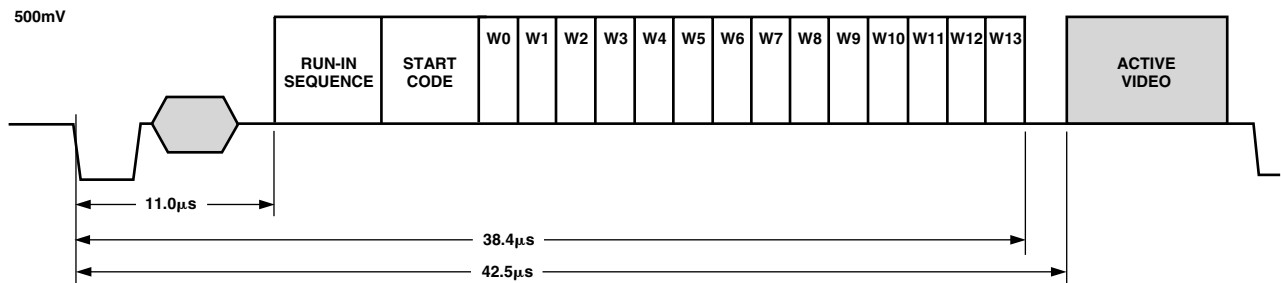 500mV
RUN-IN
SEQUENCE
START
CODE
W0 W1 W2 W3 W4 W5 W6 W7 W8 W9 W10 W11 W12 W13
ACTIVE
VIDEO
11.0μs
38.4μs
42.5μs